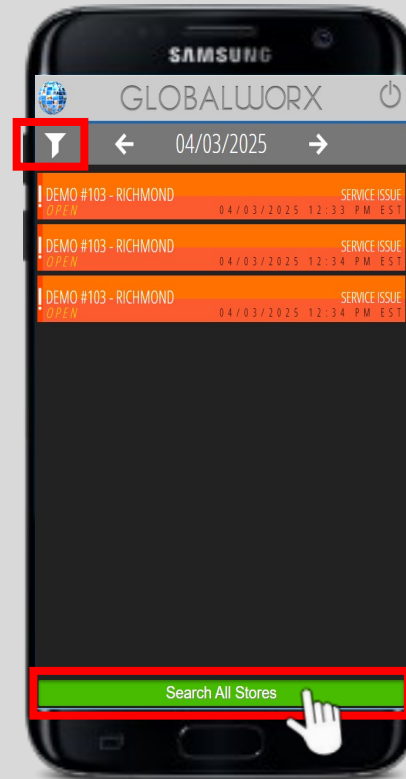 SAMSUNG
GLOBALWORX
04/03/2025
! DEMO #103 - RICHMOND SERVICE ISSUE
OPEN 04/03/2025 12:33 PM EST
! DEMO #103 - RICHMOND SERVICE ISSUE
OPEN 04/03/2025 12:34 PM EST
! DEMO #103 - RICHMOND SERVICE ISSUE
OPEN 04/03/2025 12:34 PM EST
Search All Stores